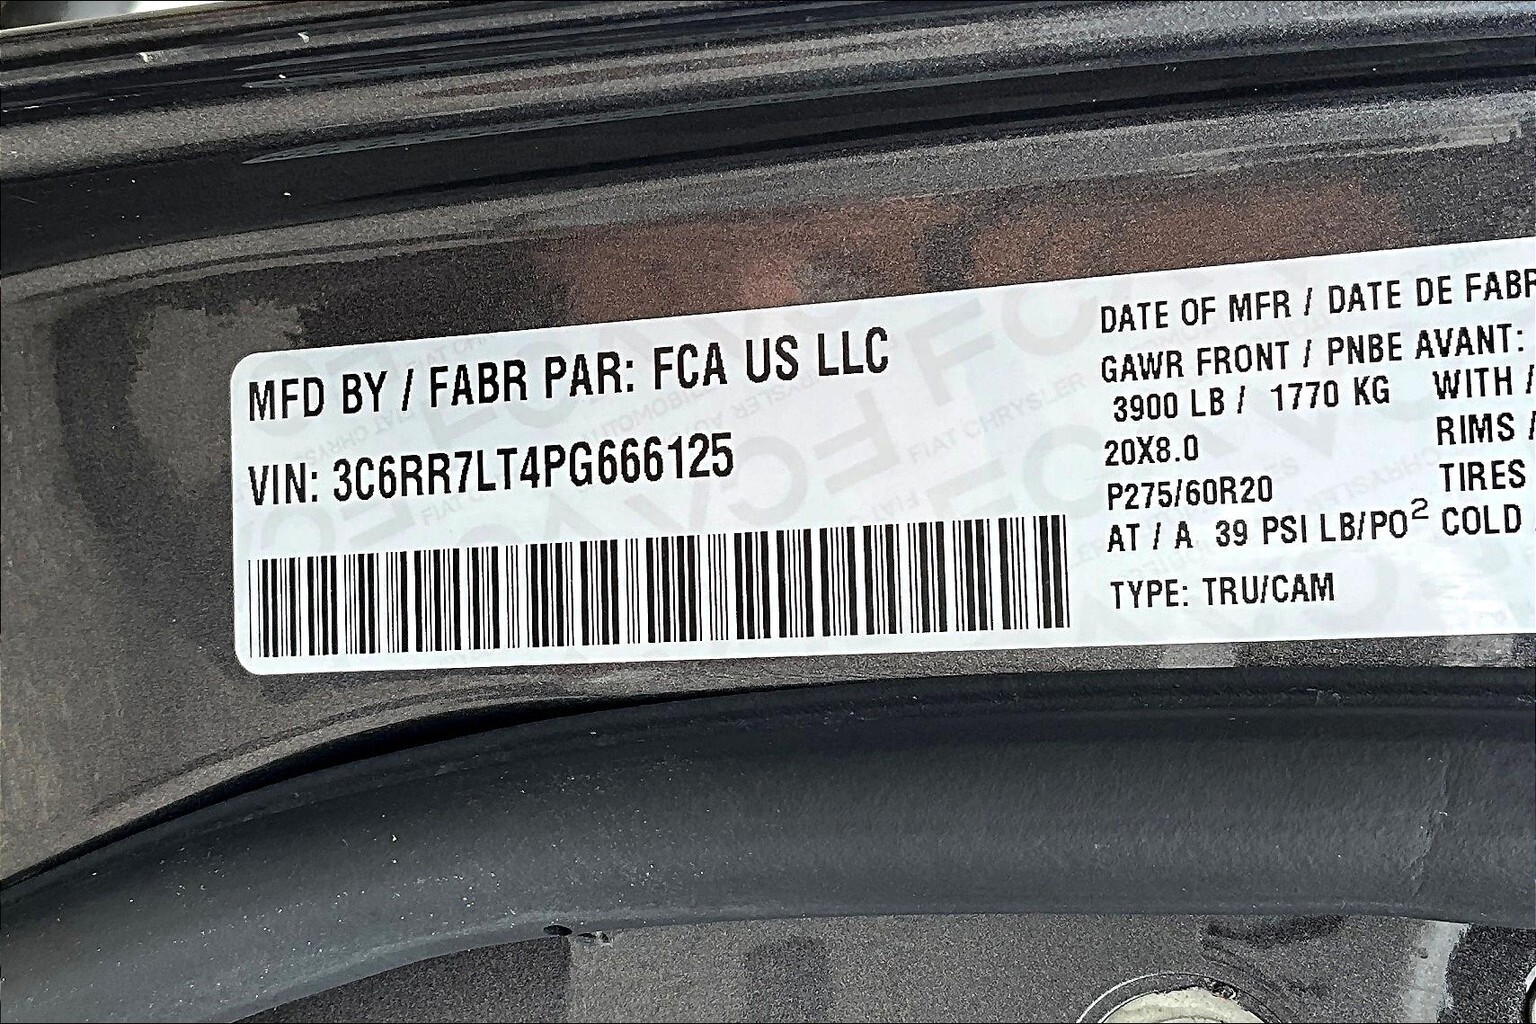 MFD BY / FABR PAR: FCA US LLC
VIN: 3C6RR7LT4PG666125
DATE OF MFR / DATE DE FABR
GAWR FRONT / PNBE AVANT:
3900 LB / 1770 KG WITH /
20X8.0 RIMS /
P275/60R20 TIRES
AT / A 39 PSI LB/PO² COLD
TYPE: TRU/CAM